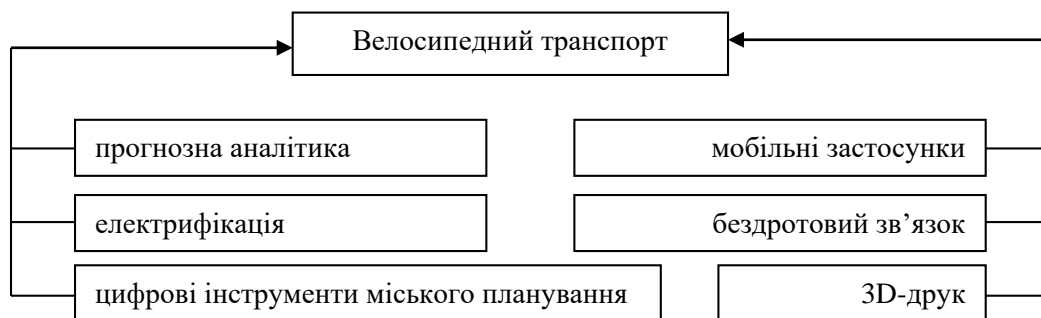 Велосипедний транспорт
прогнозна аналітика
мобільні застосунки
електрифікація
бездротовий зв’язок
цифрові інструменти міського планування
3D-друк